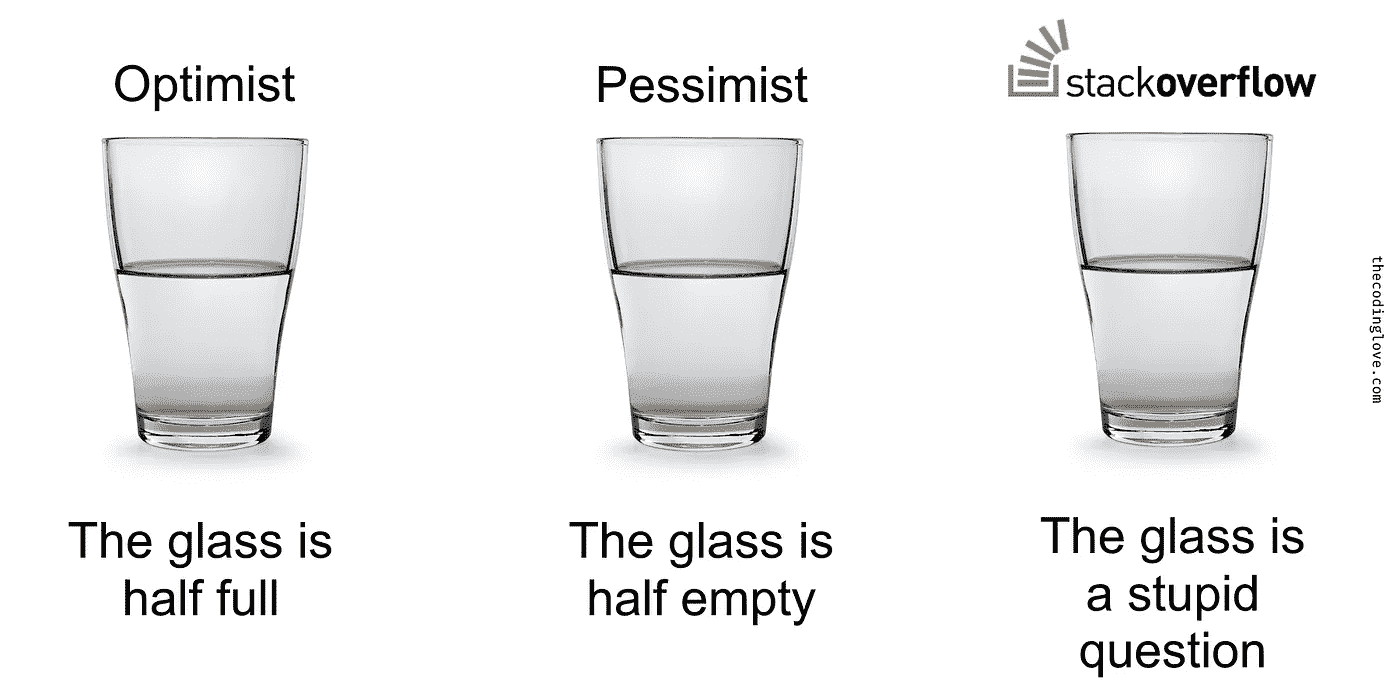 Optimist
The glass is
half full
Pessimist
The glass is
half empty
stackoverflow
The glass is
a stupid
question
thecodinglove.com